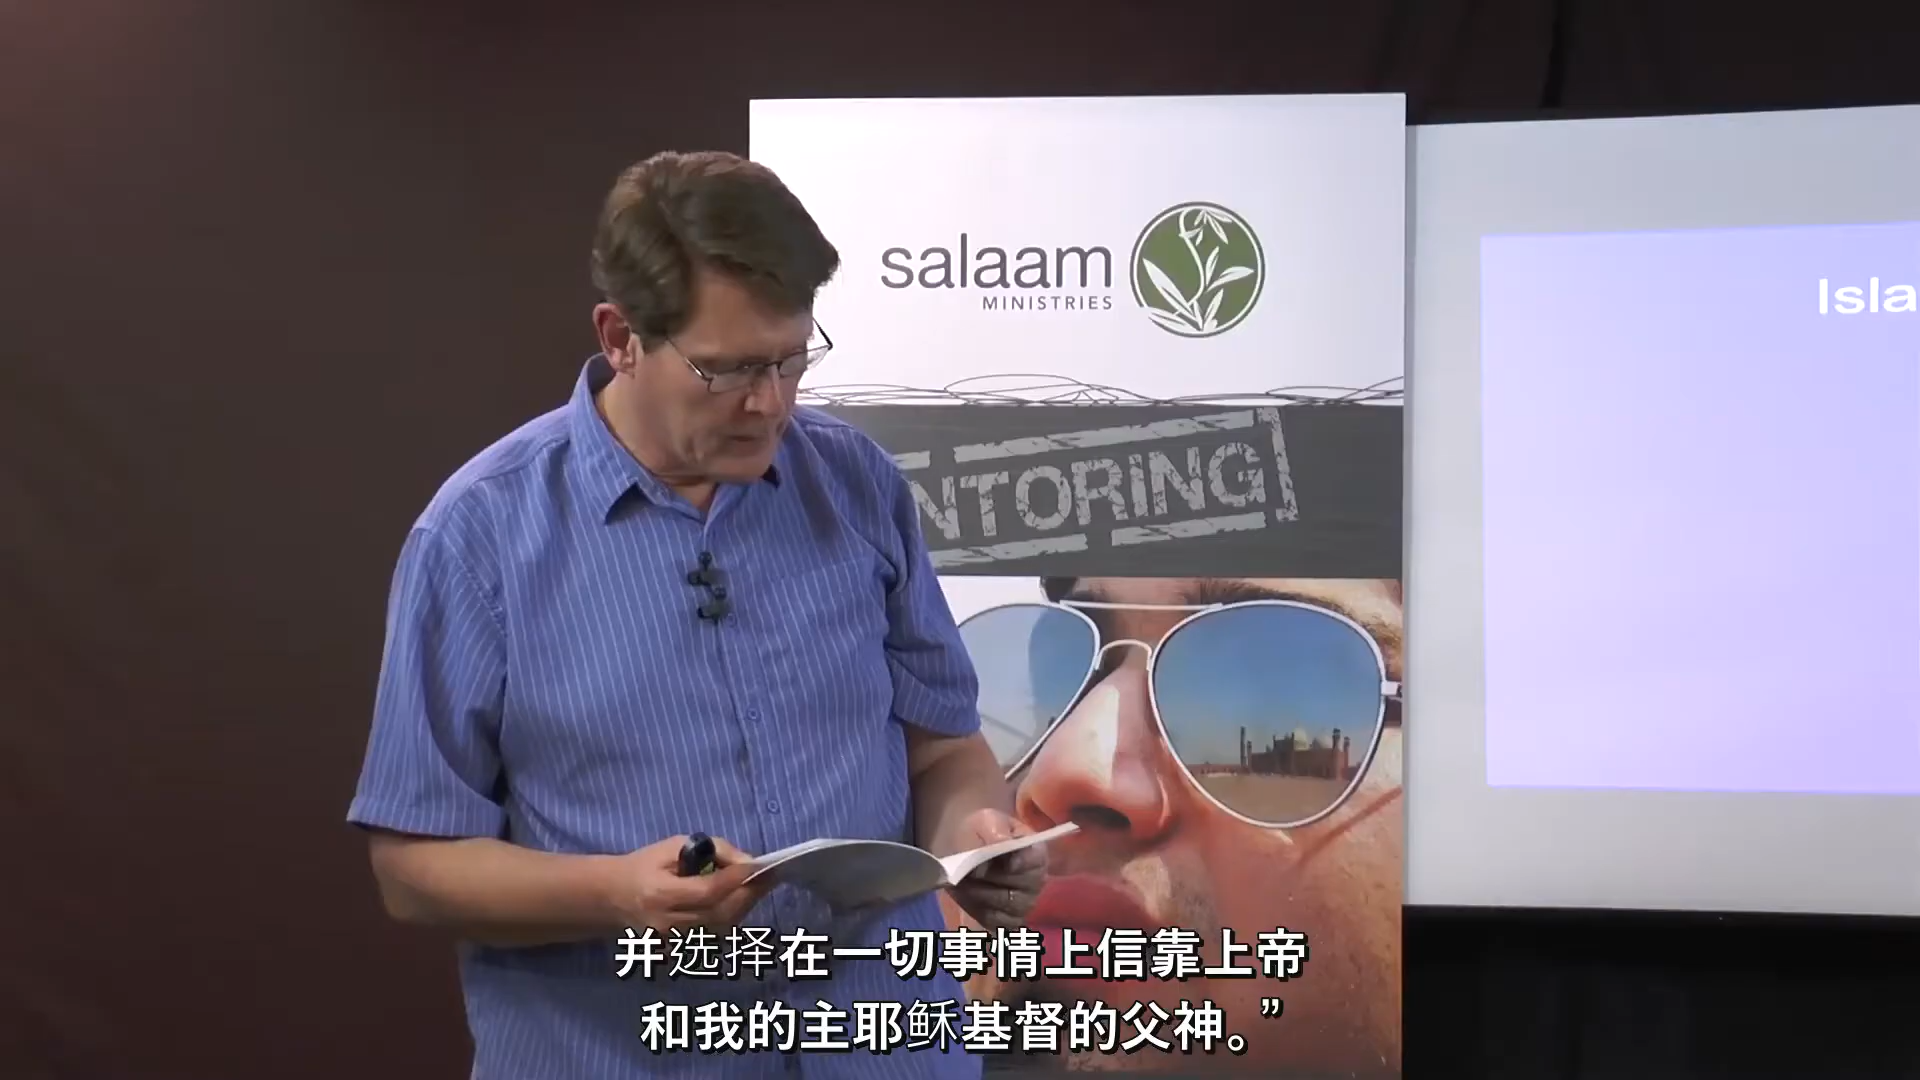 salaam
MINISTRIES
Isla
NTORING
并选择在一切事情上信靠上帝
和我的主耶稣基督的父神。”